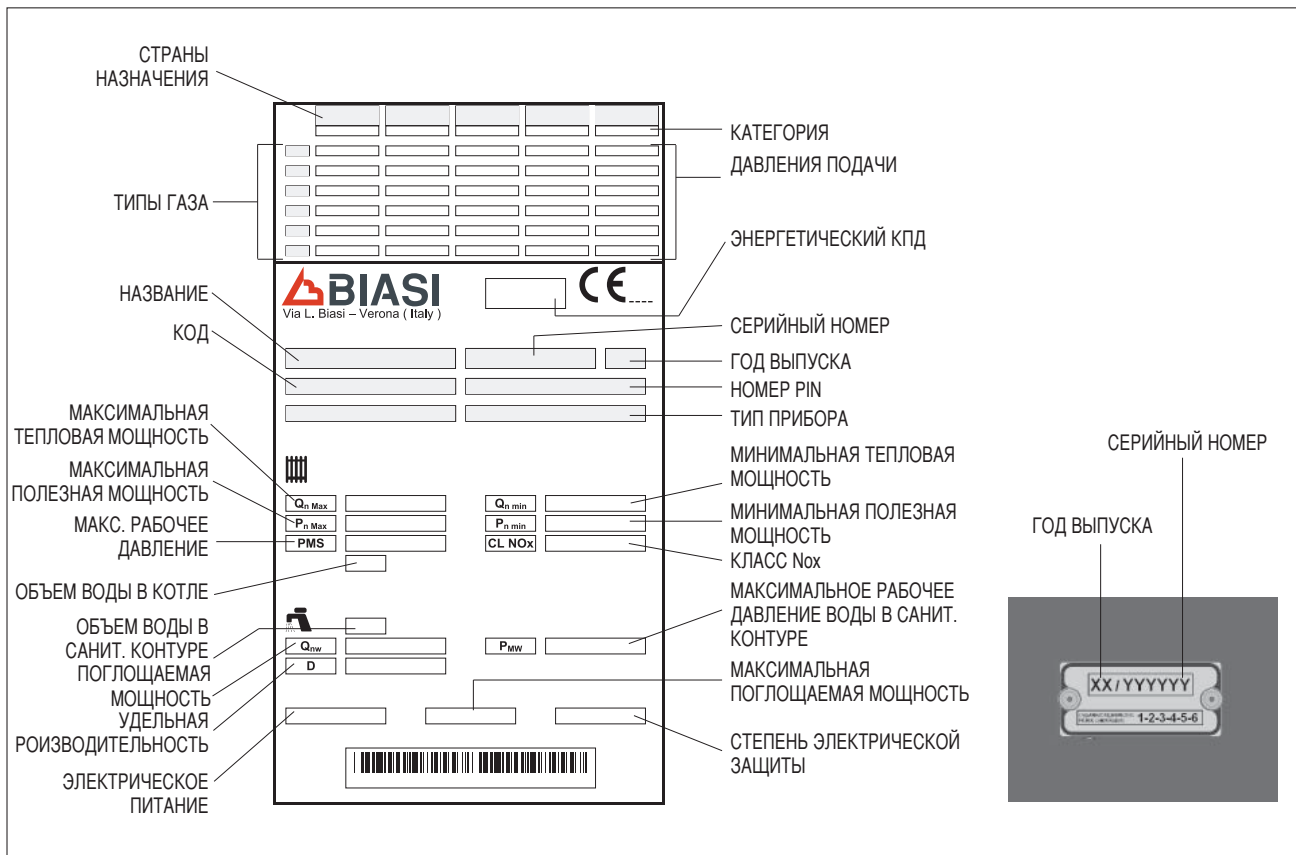 СТРАНЫ
НАЗНАЧЕНИЯ
ТИПЫ ГАЗА
НАЗВАНИЕ
КОД
МАКСИМАЛЬНАЯ
ТЕПЛОВАЯ МОЩНОСТЬ
МАКСИМАЛЬНАЯ
ПОЛЕЗНАЯ МОЩНОСТЬ
МАКС. РАБОЧЕЕ
ДАВЛЕНИЕ
ОБЪЕМ ВОДЫ В КОТЛЕ
ОБЪЕМ ВОДЫ В
САНИТ. КОНТУРЕ
ПОГЛОЩАЕМАЯ
МОЩНОСТЬ
УДЕЛЬНАЯ
РОИЗВОДИТЕЛЬНОСТЬ
ЭЛЕКТРИЧЕСКОЕ
ПИТАНИЕ
BIASI
Via L. Biasi – Verona ( Italy )
CE
Qn Max
Qn min
Pn Max
Pn min
PMS
CL NOx
Qnw
PMW
D
КАТЕГОРИЯ
ДАВЛЕНИЯ ПОДАЧИ
ЭНЕРГЕТИЧЕСКИЙ КПД
СЕРИЙНЫЙ НОМЕР
ГОД ВЫПУСКА
НОМЕР PIN
ТИП ПРИБОРА
МИНИМАЛЬНАЯ ТЕПЛОВАЯ
МОЩНОСТЬ
МИНИМАЛЬНАЯ ПОЛЕЗНАЯ
МОЩНОСТЬ
КЛАСС Nox
МАКСИМАЛЬНОЕ РАБОЧЕЕ
ДАВЛЕНИЕ ВОДЫ В САНИТ.
КОНТУРЕ
МАКСИМАЛЬНАЯ
ПОГЛОЩАЕМАЯ МОЩНОСТЬ
СТЕПЕНЬ ЭЛЕКТРИЧЕСКОЙ
ЗАЩИТЫ
СЕРИЙНЫЙ НОМЕР
ГОД ВЫПУСКА
XX/YYYYYY
1-2-3-4-5-6